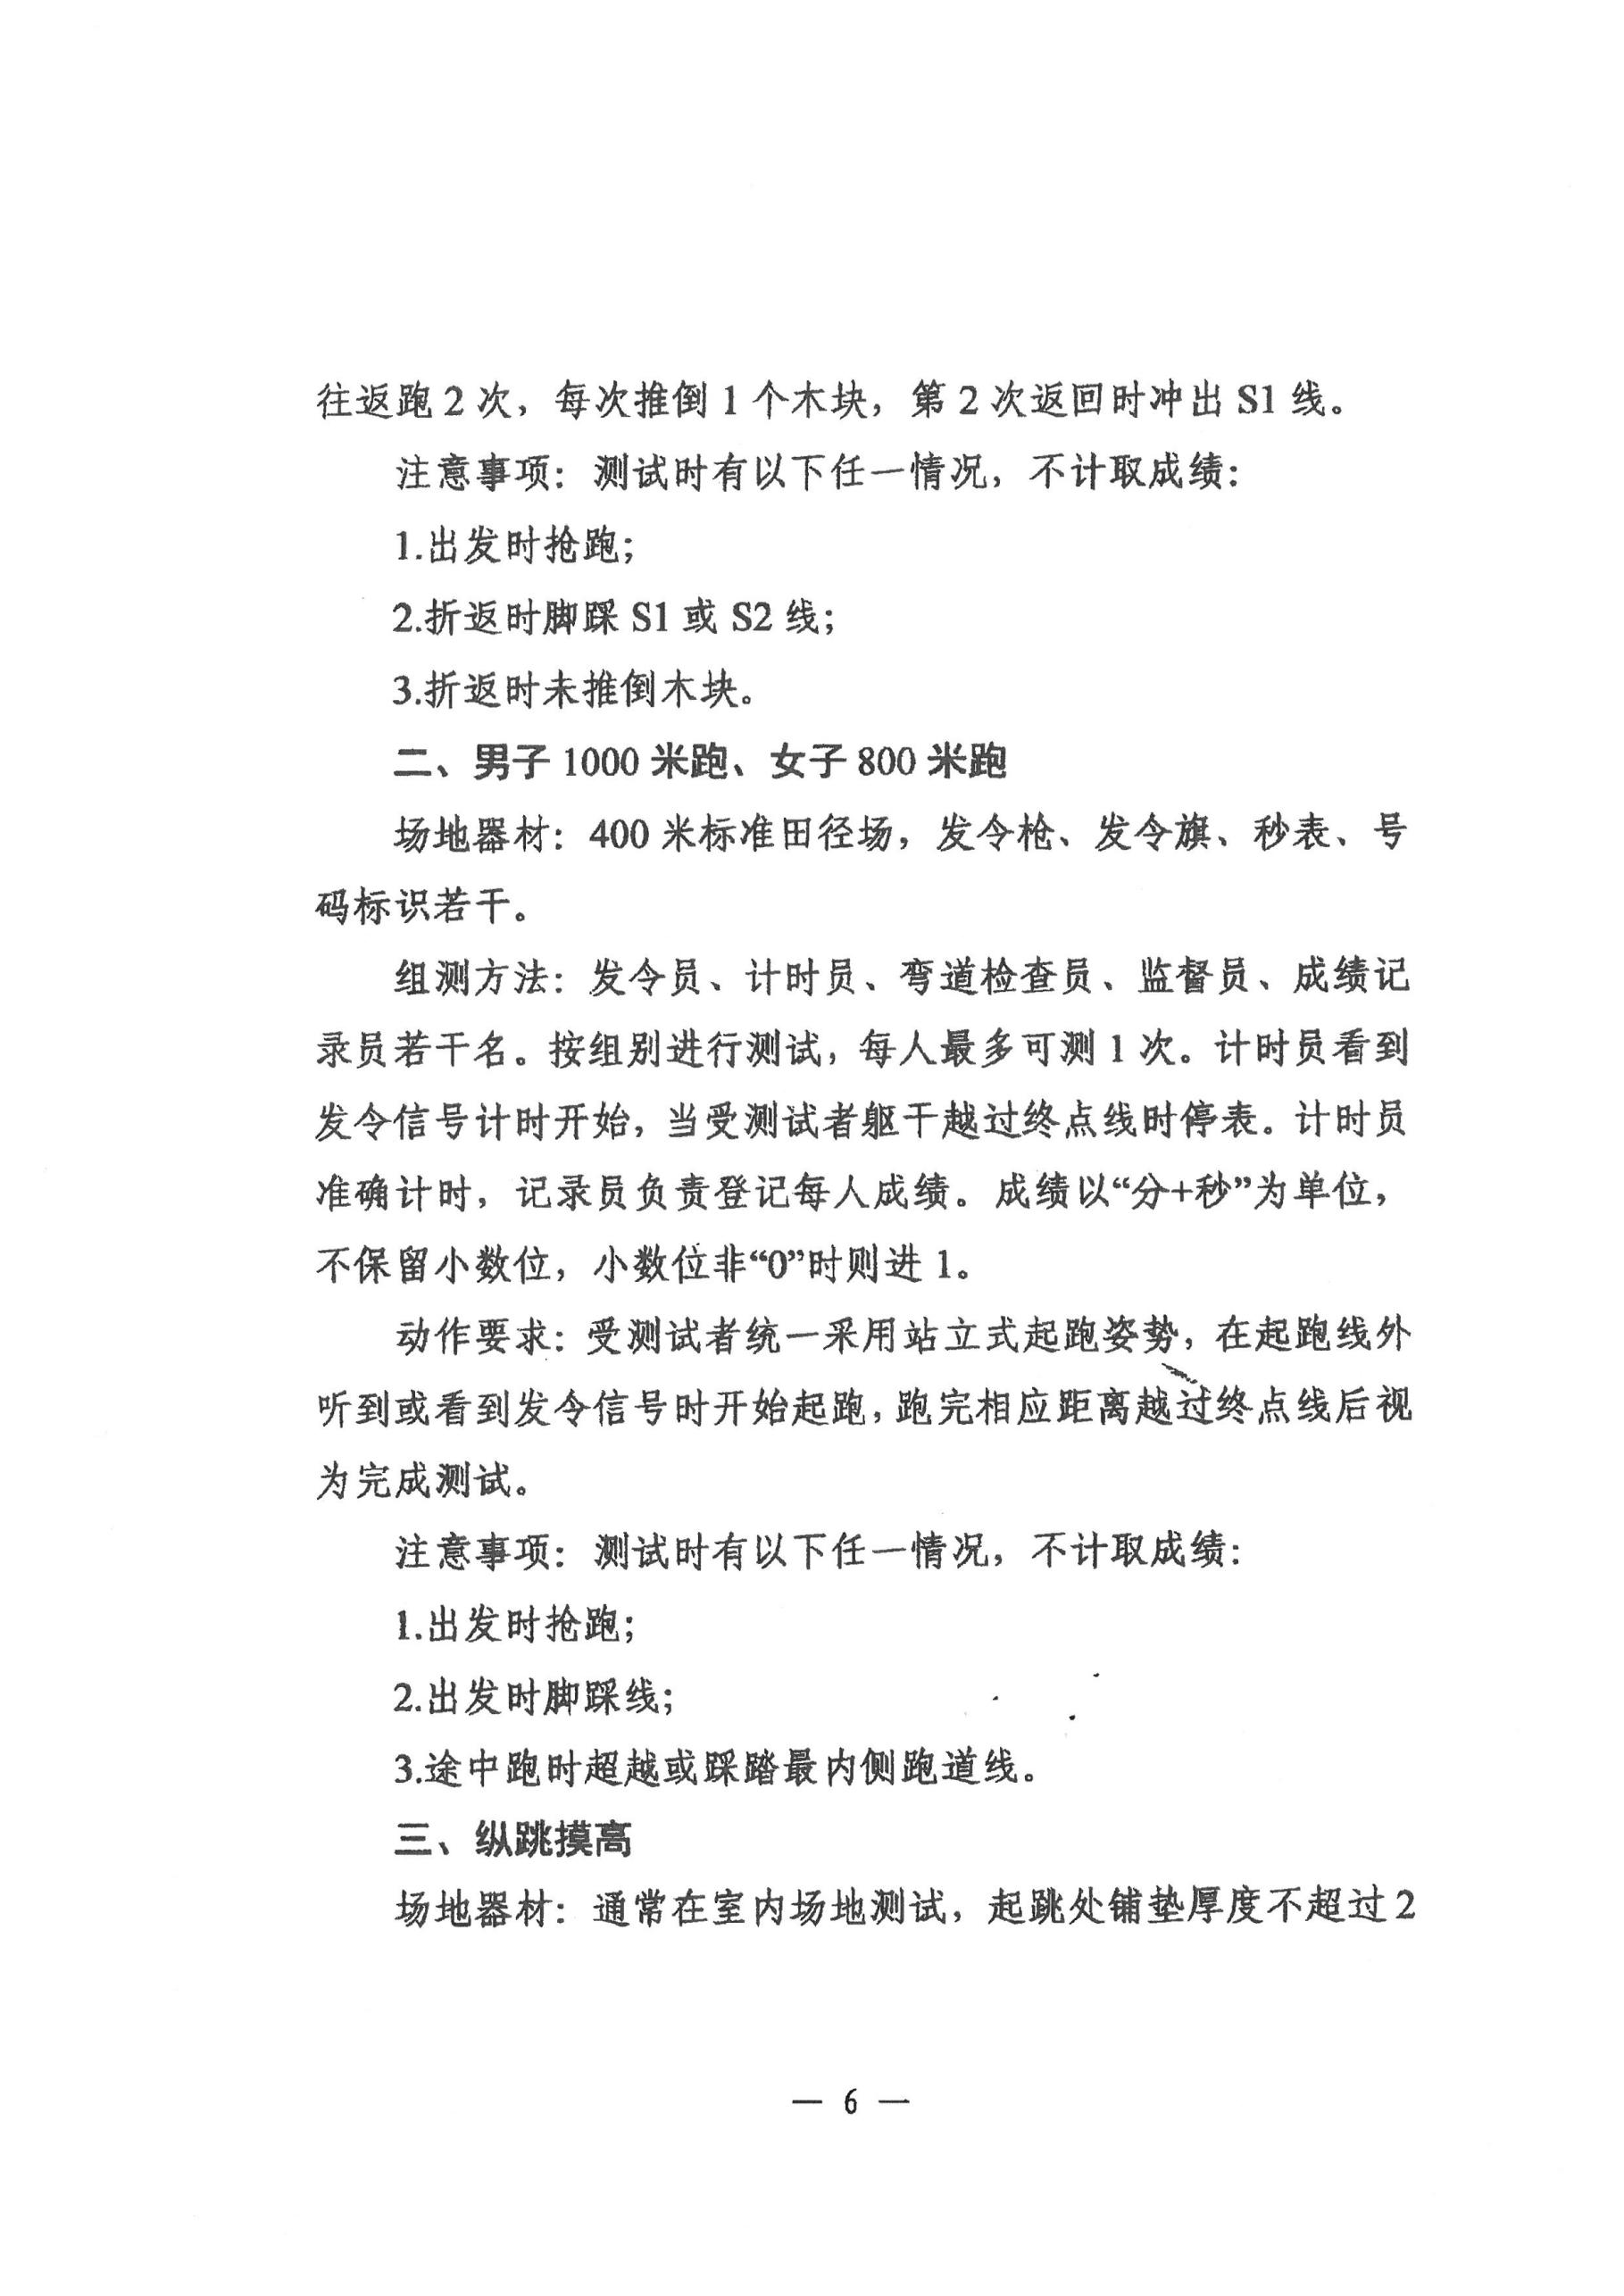 往返跑2次，每次推倒1个木块，第2次返回时冲出S1线。
注意事项：测试时有以下任一情况，不计取成绩：
1.出发时抢跑；
2.折返时脚踩S1或S2线；
3.折返时未推倒木块。
二、男子1000米跑、女子800米跑
场地器材：400米标准田径场，发令枪、发令旗、秒表、号
码标识若干。
组测方法：发令员、计时员、弯道检查员、监督员、成绩记
录员若干名。按组别进行测试，每人最多可测1次。计时员看到
发令信号计时开始，当受测试者躯干越过终点线时停表。计时员
准确计时，记录员负责登记每人成绩。成绩以“分+秒”为单位，
不保留小数位，小数位非“0”时则进1。
动作要求：受测试者统一采用站立式起跑姿势，在起跑线外
听到或看到发令信号时开始起跑，跑完相应距离越过终点线后视
为完成测试。
注意事项：测试时有以下任一情况，不计取成绩：
1.出发时抢跑；
2.出发时脚踩线；
3.途中跑时超越或踩踏最内侧跑道线。
三、纵跳摸高
场地器材：通常在室内场地测试，起跳处铺垫厚度不超过2
— 6 —